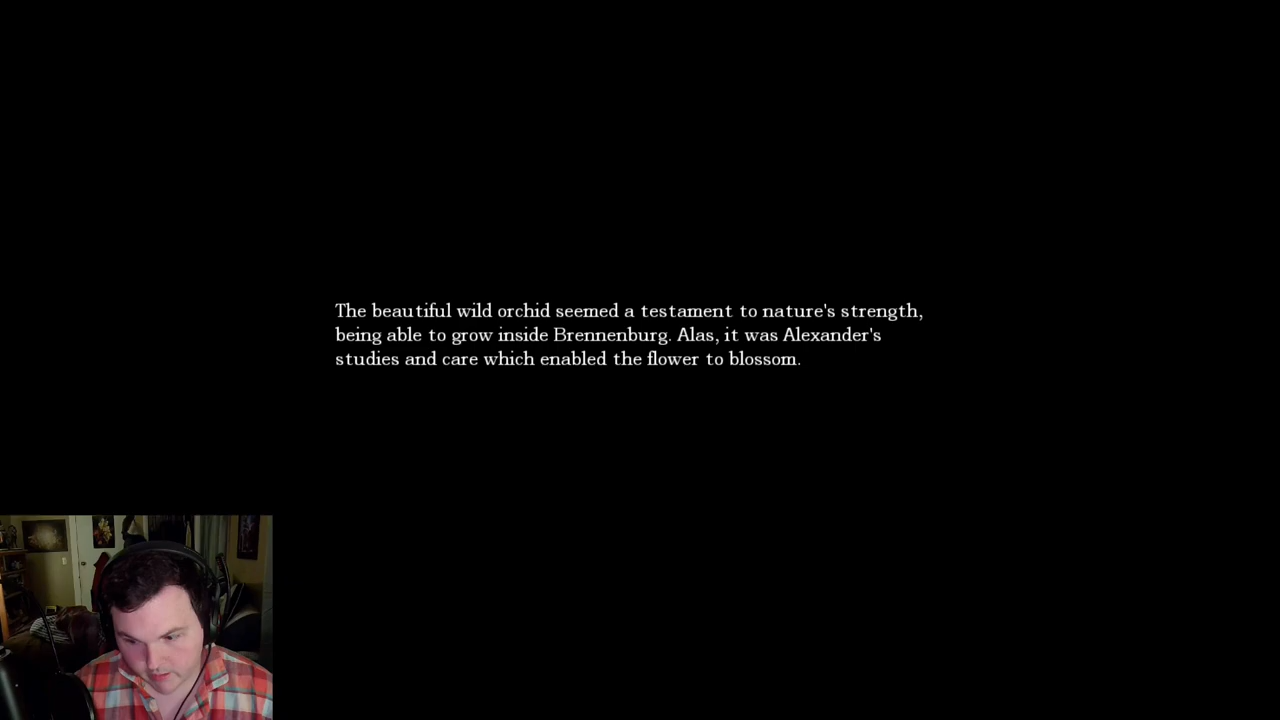 The beautiful wild orchid seemed a testament to nature's strength,
being able to grow inside Brennenburg. Alas, it was Alexander's
studies and care which enabled the flower to blossom.